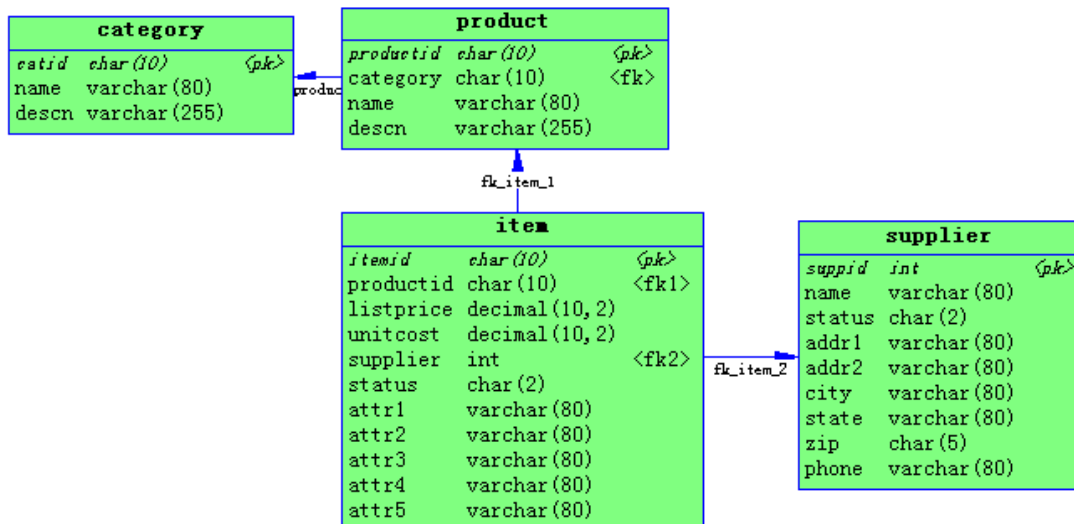 category
catid char(10) <pk>
name varchar(80)
descn varchar(255)
produc
product
productid char(10) <pk>
category char(10) <fk>
name varchar(80)
descn varchar(255)
fk_item_1
item
itemid char(10) <pk>
productid char(10) <fk1>
listprice decimal(10,2)
unitcost decimal(10,2)
supplier int <fk2>
status char(2)
attr1 varchar(80)
attr2 varchar(80)
attr3 varchar(80)
attr4 varchar(80)
attr5 varchar(80)
fk_item_2
supplier
suppid int <pk>
name varchar(80)
status char(2)
addr1 varchar(80)
addr2 varchar(80)
city varchar(80)
state varchar(80)
zip char(5)
phone varchar(80)